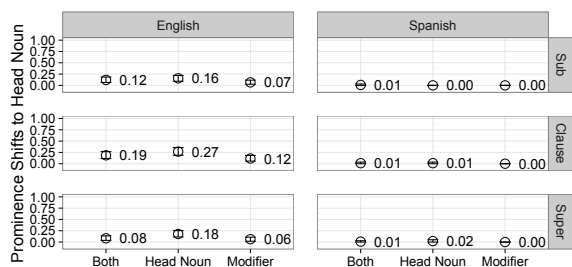 Prominence Shifts to Head Noun
English Spanish
1.00
0.75
0.50
0.25
0.00
0.12 0.16 0.07 0.01 0.00 0.00
Sub
1.00
0.75
0.50
0.25
0.00
0.19 0.27 0.12 0.01 0.01 0.00
Clause
1.00
0.75
0.50
0.25
0.00
0.08 0.18 0.06 0.01 0.02 0.00
Super
Both Head Noun Modifier Both Head Noun Modifier